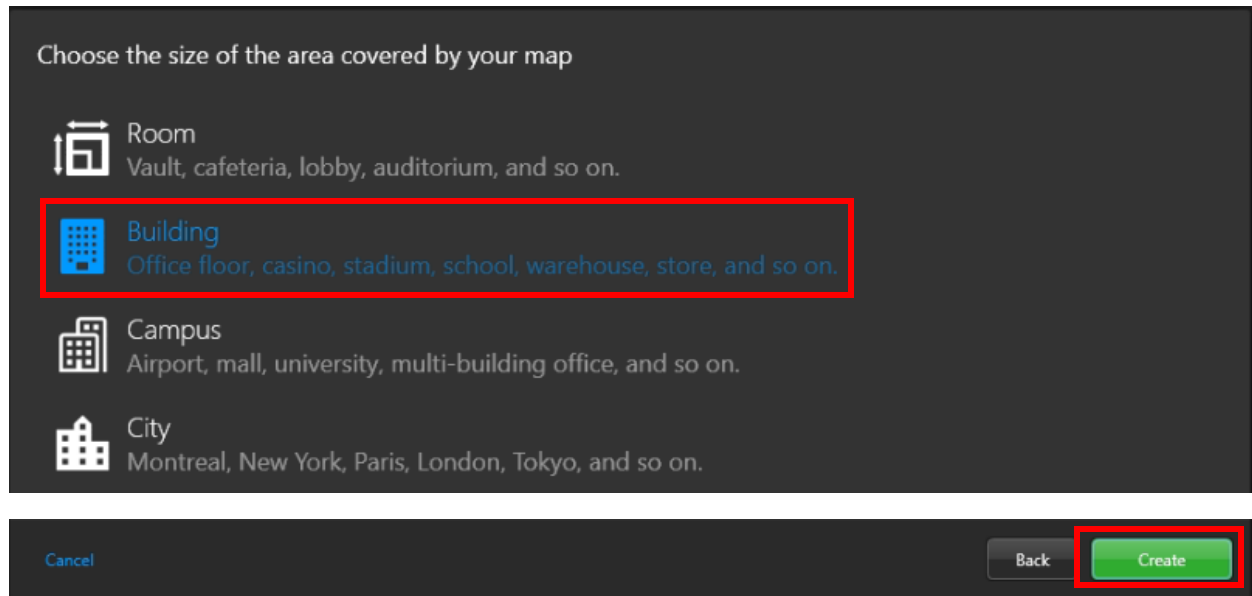 Choose the size of the area covered by your map
Room
Vault, cafeteria, lobby, auditorium, and so on.
Building
Office floor, casino, stadium, school, warehouse, store, and so on.
Campus
Airport, mall, university, multi-building office, and so on.
City
Montreal, New York, Paris, London, Tokyo, and so on.
Cancel
Back
Create